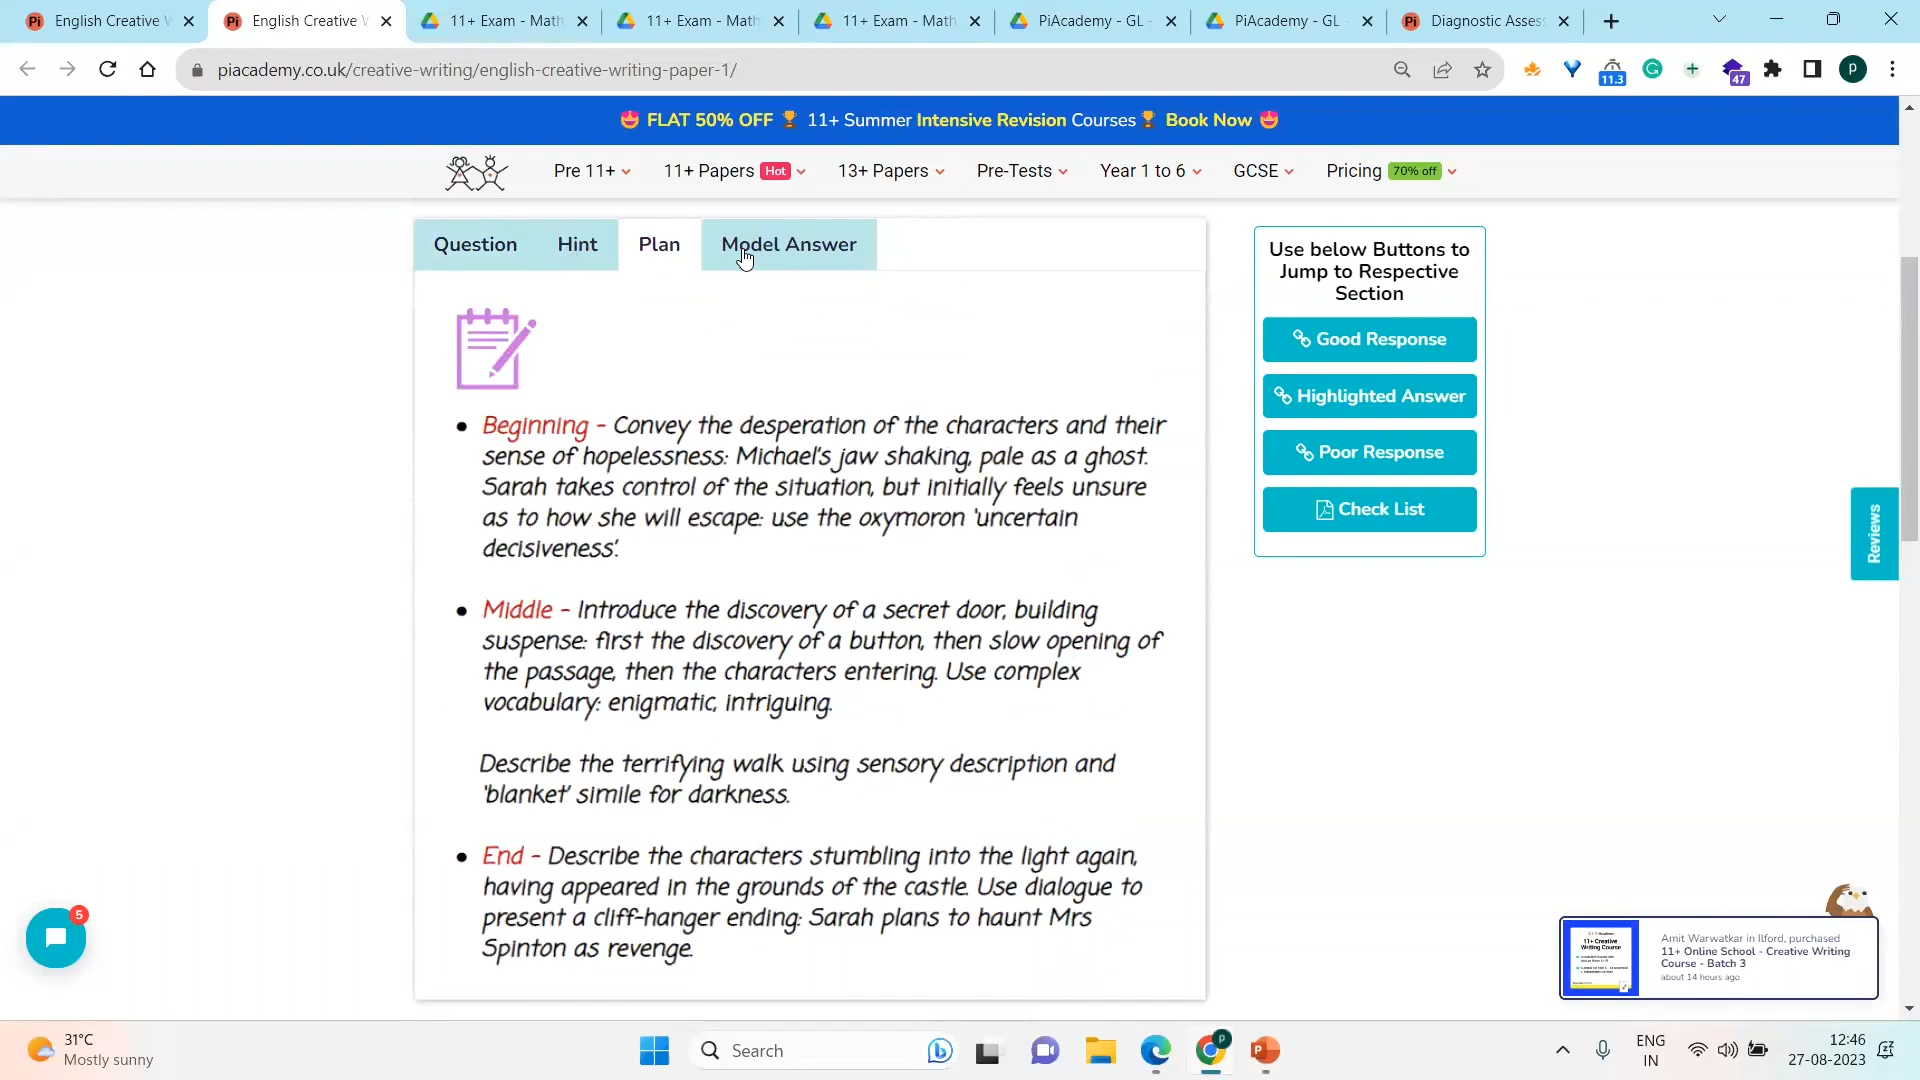 English Creative W
English Creative V
11+ Exam - Math
11+ Exam - Math
11+ Exam - Math
PiAcademy - GL -
PiAcademy - GL -
Diagnostic Asses
piacademy.co.uk/creative-writing/english-creative-writing-paper-1/
11.3
47
P
FLAT 50% OFF 11+ Summer Intensive Revision Courses Book Now
Pre 11+
11+ Papers Hot
13+ Papers
Pre-Tests
Year 1 to 6
GCSE
Pricing 70% off
Question
Hint
Plan
Model Answer
Beginning - Convey the desperation of the characters and their
sense of hopelessness: Michael's jaw shaking, pale as a ghost.
Sarah takes control of the situation, but initially feels unsure
as to how she will escape: use the oxymoron 'uncertain
decisiveness'.
Middle - Introduce the discovery of a secret door, building
suspense: first the discovery of a button, then slow opening of
the passage, then the characters entering. Use complex
vocabulary: enigmatic, intriguing.
Describe the terrifying walk using sensory description and
'blanket' simile for darkness.
End - Describe the characters stumbling into the light again,
having appeared in the grounds of the castle. Use dialogue to
present a cliff-hanger ending: Sarah plans to haunt Mrs
Spinton as revenge.
Use below Buttons to
Jump to Respective
Section
Good Response
Highlighted Answer
Poor Response
Check List
Reviews
5
11+ Creative
Writing Course
Amit Warwatkar in Ilford, purchased
11+ Online School - Creative Writing
Course - Batch 3
about 14 hours ago
31°C
Mostly sunny
Search
ENG
IN
12:46
27-08-2023